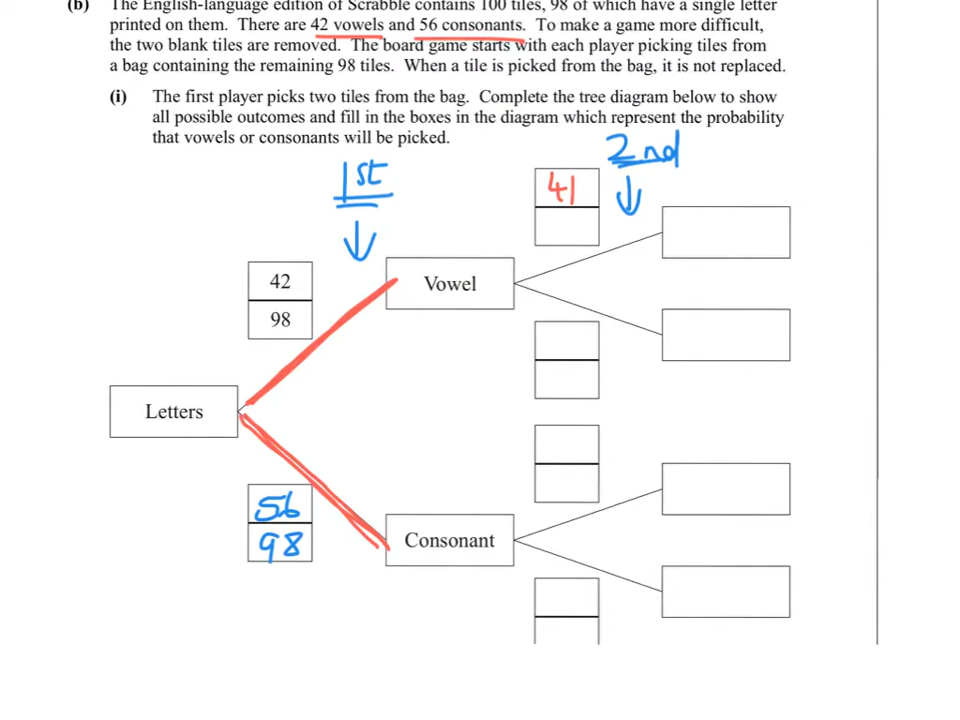 (b) The English-language edition of Scrabble contains 100 tiles, 98 of which have a single letter
printed on them. There are 42 vowels and 56 consonants. To make a game more difficult,
the two blank tiles are removed. The board game starts with each player picking tiles from
a bag containing the remaining 98 tiles. When a tile is picked from the bag, it is not replaced.
(i) The first player picks two tiles from the bag. Complete the tree diagram below to show
all possible outcomes and fill in the boxes in the diagram which represent the probability
that vowels or consonants will be picked.
2nd
1st
41
42
98
Vowel
Letters
56
98
Consonant